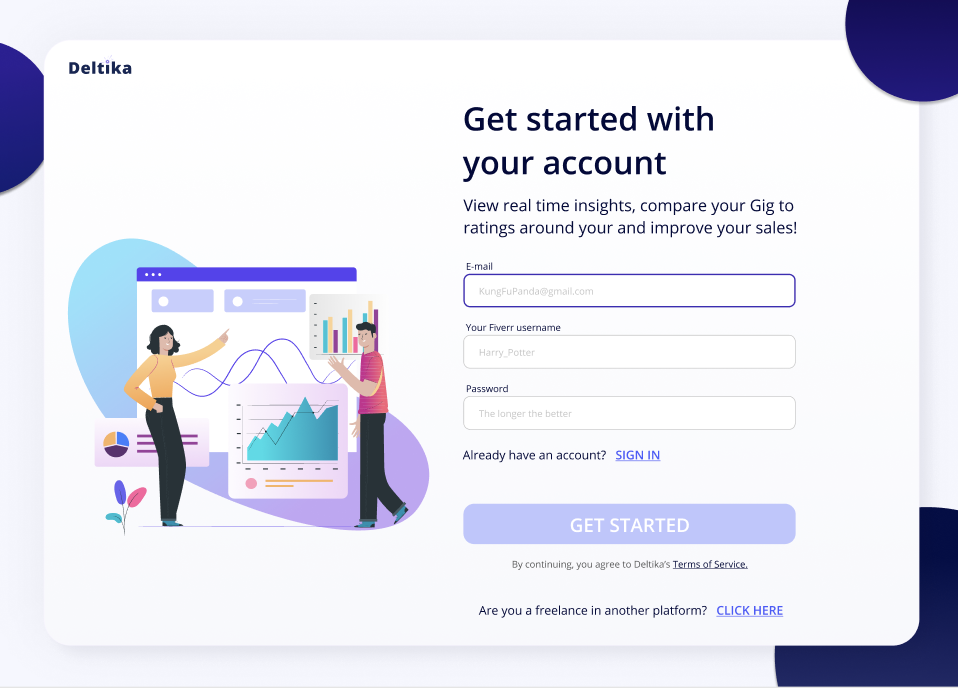 Deltika
Get started with
your account
View real time insights, compare your Gig to
ratings around your and improve your sales!
E-mail
KungFuPanda@gmail.com
Your Fiverr username
Harry_Potter
Password
The longer the better
Already have an account? SIGN IN
GET STARTED
By continuing, you agree to Deltika’s Terms of Service.
Are you a freelance in another platform? CLICK HERE